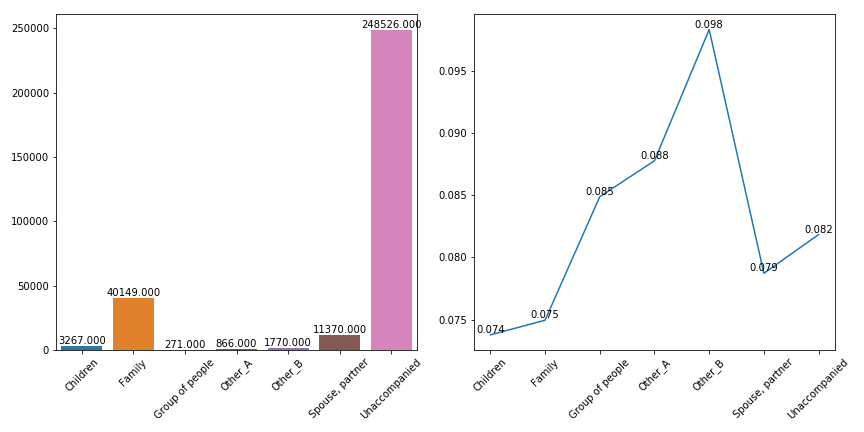 250000
200000
150000
100000
50000
0
3267.000
40149.000
271.000
866.000
1770.000
11370.000
248526.000
Children
Family
Group of people
Other_A
Other_B
Spouse, partner
Unaccompanied
0.095
0.090
0.085
0.080
0.075
0.074
0.075
0.085
0.088
0.098
0.079
0.082
Children
Family
Group of people
Other_A
Other_B
Spouse, partner
Unaccompanied